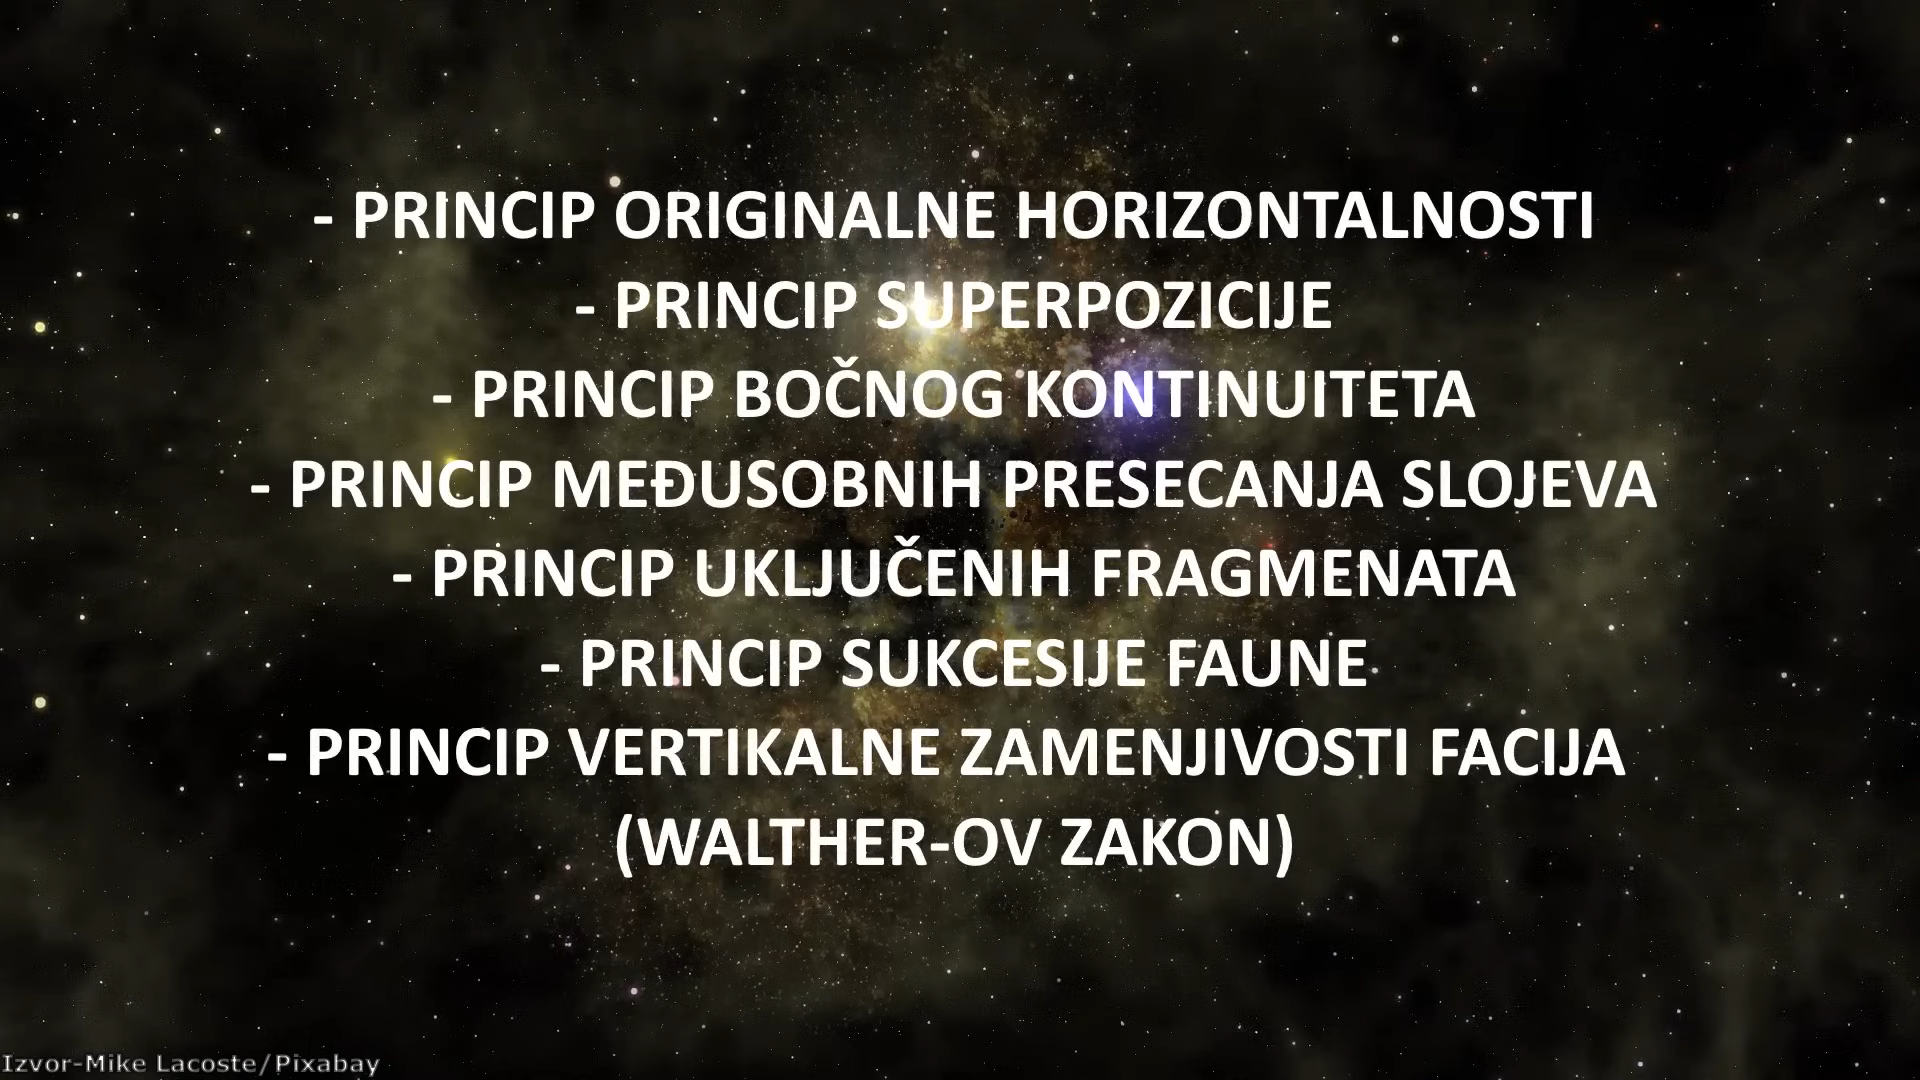 - PRINCIP ORIGINALNE HORIZONTALNOSTI
- PRINCIP SUPERPOZICIJE
- PRINCIP BOČNOG KONTINUITETA
- PRINCIP MEĐUSOBNIH PRESECANJA SLOJEVA
- PRINCIP UKLJUČENIH FRAGMENATA
- PRINCIP SUKCESIJE FAUNE
- PRINCIP VERTIKALNE ZAMENJIVOSTI FACIJA
(WALTHER-OV ZAKON)
Izvor-Mike Lacoste/Pixabay